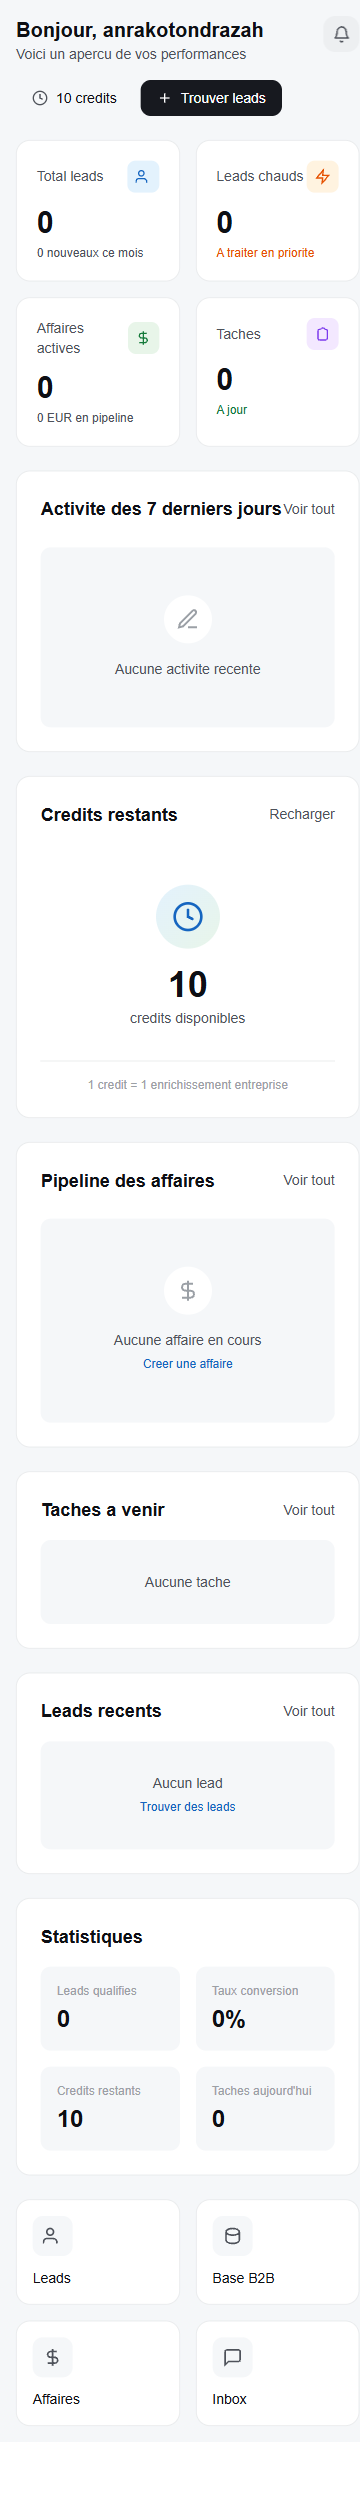 Bonjour, anrakotondrazah
Voici un apercu de vos performances
10 credits
Trouver leads
Total leads
0
0 nouveaux ce mois
Leads chauds
0
A traiter en priorite
Affaires
actives
0
0 EUR en pipeline
Taches
0
A jour
Activite des 7 derniers jours
Voir tout
Aucune activite recente
Credits restants
Recharger
10
credits disponibles
1 credit = 1 enrichissement entreprise
Pipeline des affaires
Voir tout
Aucune affaire en cours
Creer une affaire
Taches a venir
Voir tout
Aucune tache
Leads recents
Voir tout
Aucun lead
Trouver des leads
Statistiques
Leads qualifies
0
Taux conversion
0%
Credits restants
10
Taches aujourd'hui
0
Leads
Base B2B
Affaires
Inbox